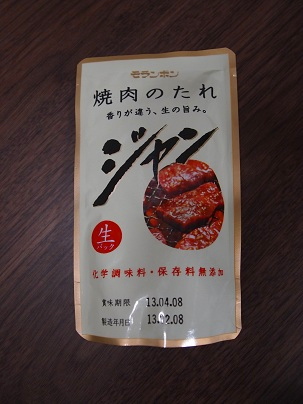 モランボン
焼肉のたれ
香りが違う、生の旨み。
ジャン
生
パック
化学調味料・保存料無添加
賞味期限 13.04.08
製造年月日 13.02.08